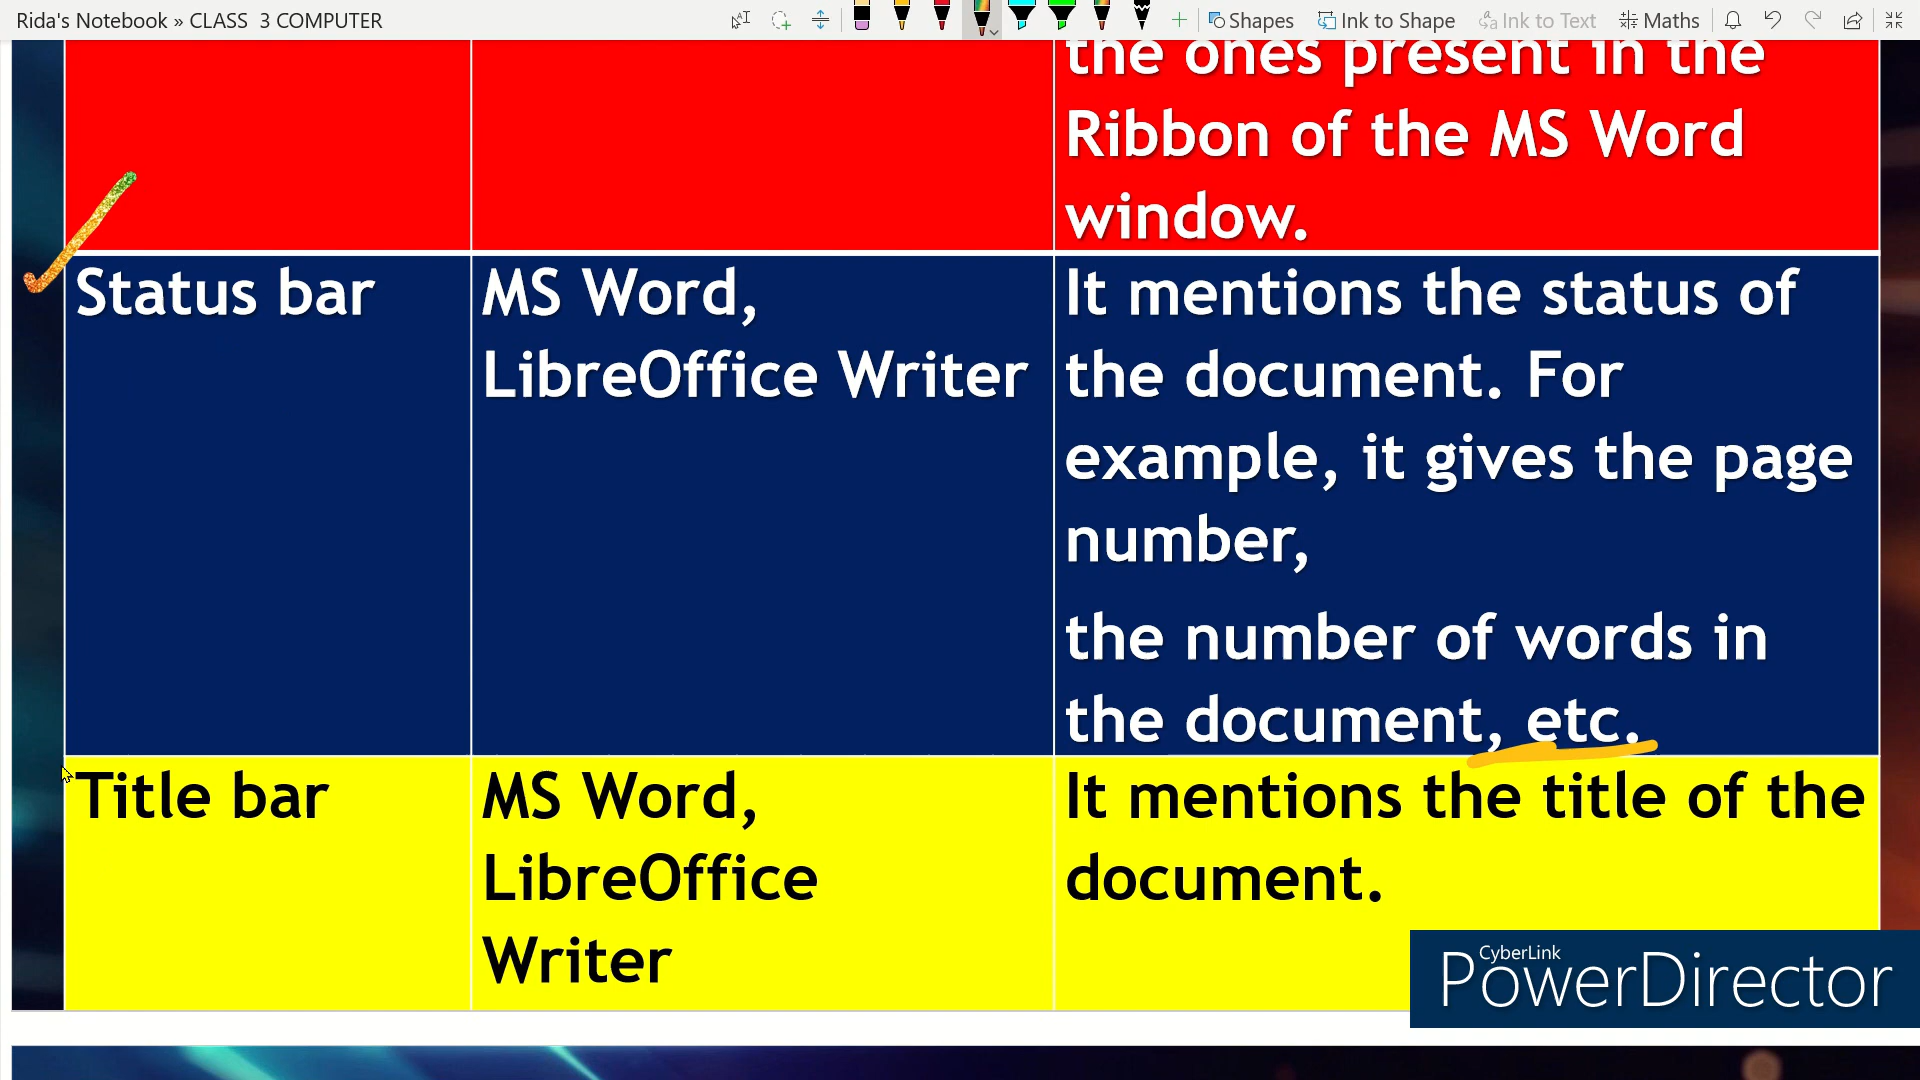 Rida's Notebook » CLASS  3 COMPUTER
Shapes
Ink to Shape
Ink to Text
Maths
the ones present in the
Ribbon of the MS Word
window.
Status bar
MS Word,
LibreOffice Writer
It mentions the status of
the document. For
example, it gives the page
number,
the number of words in
the document, etc.
Title bar
MS Word,
LibreOffice
Writer
It mentions the title of the
document.
CyberLink
PowerDirector